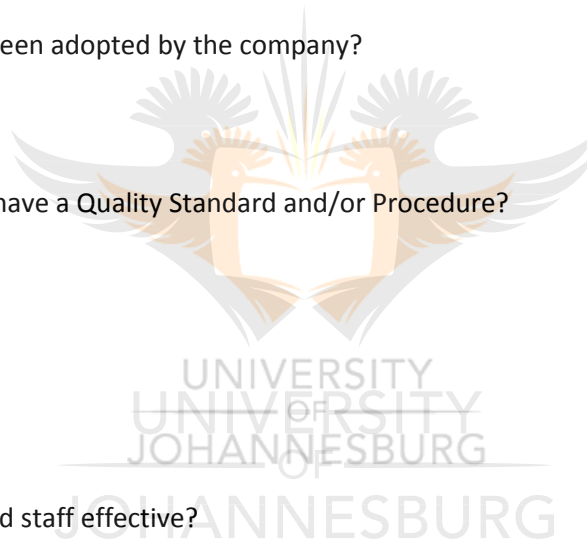 een adopted by the company?
have a Quality Standard and/or Procedure?
UNIVERSITY
UNIVERSITY
OF
JOHANNESBURG
OF
d staff effective?
JOHANNESBURG